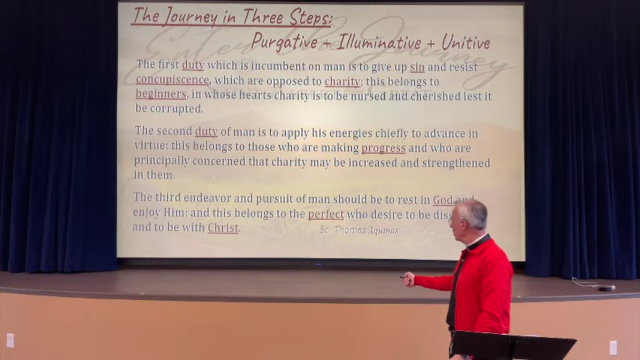 The Journey in Three Steps:
Purgative + Illuminative + Unitive
The first duty which is incumbent on man is to give up sin and resist
concupiscence, which are opposed to charity; this belongs to
beginners, in whose hearts charity is to be nursed and cherished lest it
be corrupted.
The second duty of man is to apply his energies chiefly to advance in
virtue; this belongs to those who are making progress and who are
principally concerned that charity may be increased and strengthened
in them.
The third endeavor and pursuit of man should be to rest in God and
enjoy Him; and this belongs to the perfect who desire to be
and to be with Christ.
St. Thomas Aquinas